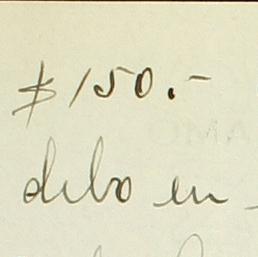 $ 150.-
debo en